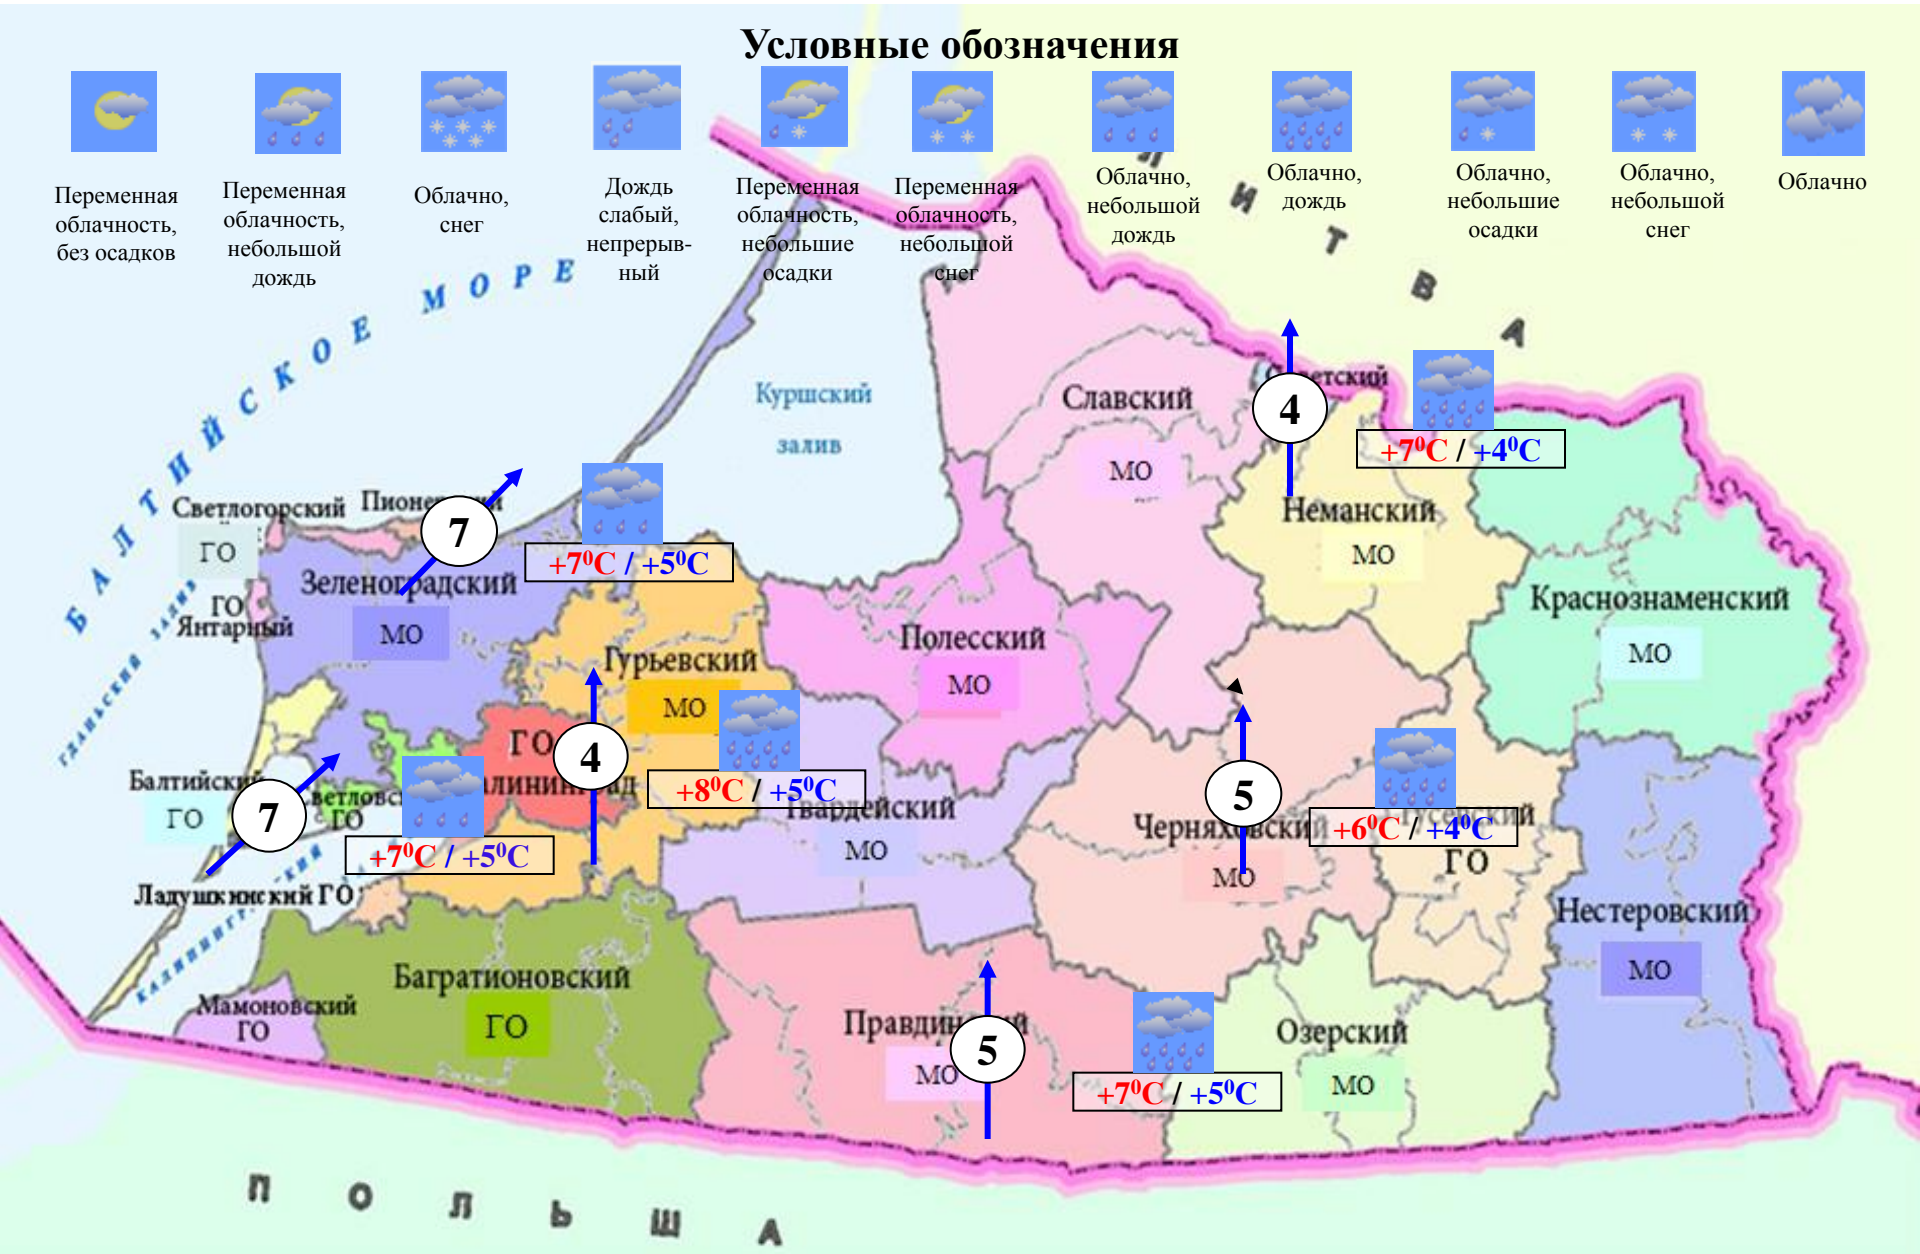 Условные обозначения
Переменная
облачность,
без осадков
Переменная
облачность,
небольшой
дождь
Облачно,
снег
Дождь
слабый,
непрерыв-
ный
Переменная
облачность,
небольшие
осадки
Переменная
облачность,
небольшой
снег
Облачно,
небольшой
дождь
Облачно,
дождь
Облачно,
небольшие
осадки
Облачно,
небольшой
снег
Облачно
БАЛТИЙСКОЕ МОРЕ
ЛИТВА
Куршский
залив
Славский
МО
4
+7⁰C / +4⁰C
Неманский
МО
Светлогорский
ГО
7
+7⁰C / +5⁰C
Зеленоградский
МО
ГО
Янтарный
Краснознаменский
МО
Полесский
МО
Гурьевский
МО
ГО
4
+8⁰C / +5⁰C
Балтийский
ГО
7
ГО
+7⁰C / +5⁰C
Гвардейский
МО
Черняховский
МО
5
+6⁰C / +4⁰C
ГО
Ладушкинский ГО
Нестеровский
МО
Багратионовский
ГО
Мамоновский
ГО
МО
5
+7⁰C / +5⁰C
Озерский
МО
ПОЛЬША